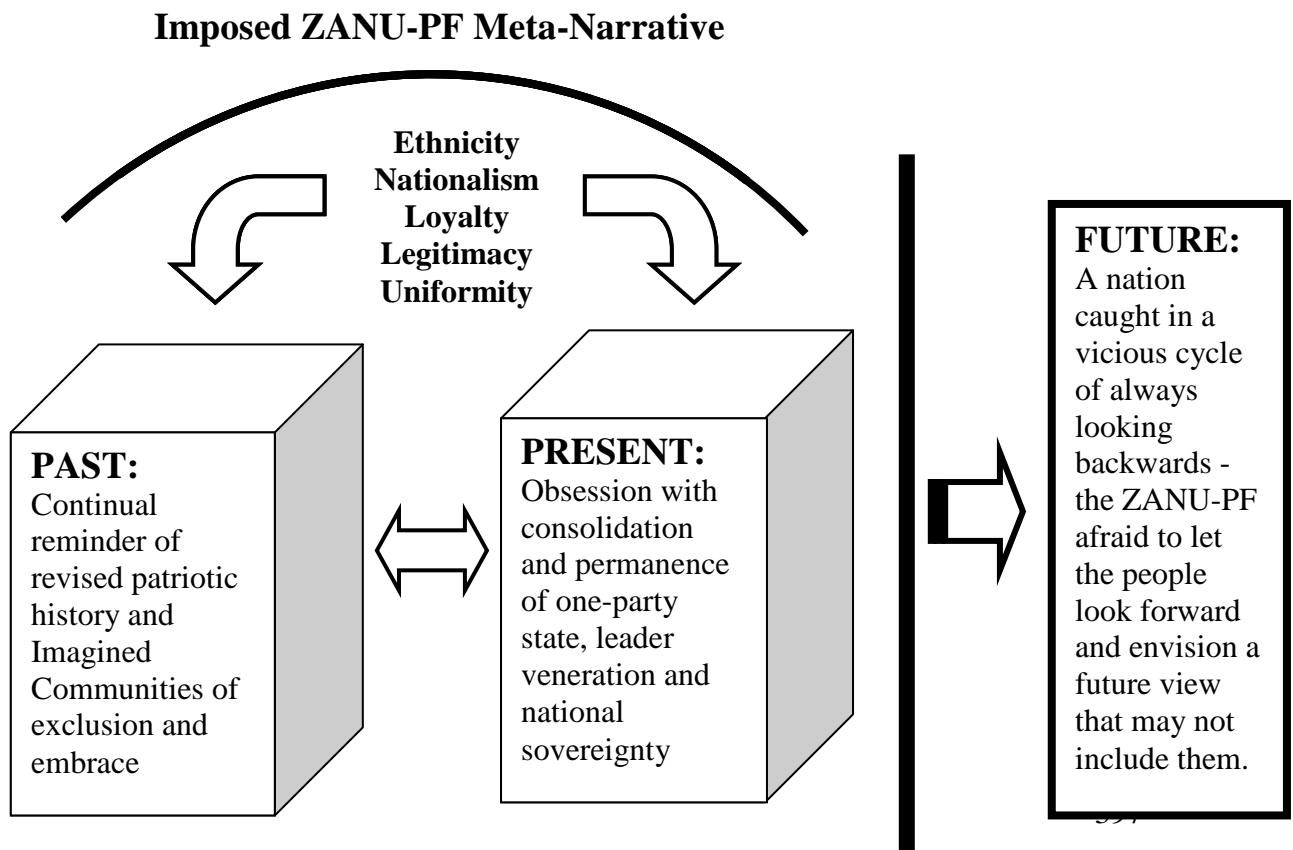 Imposed ZANU-PF Meta-Narrative
Ethnicity
Nationalism
Loyalty
Legitimacy
Uniformity
PAST:
Continual
reminder of
revised patriotic
history and
Imagined
Communities of
exclusion and
embrace
PRESENT:
Obsession with
consolidation
and permanence
of one-party
state, leader
veneration and
national
sovereignty
FUTURE:
A nation
caught in a
vicious cycle
of always
looking
backwards -
the ZANU-PF
afraid to let
the people
look forward
and envision a
future view
that may not
include them.